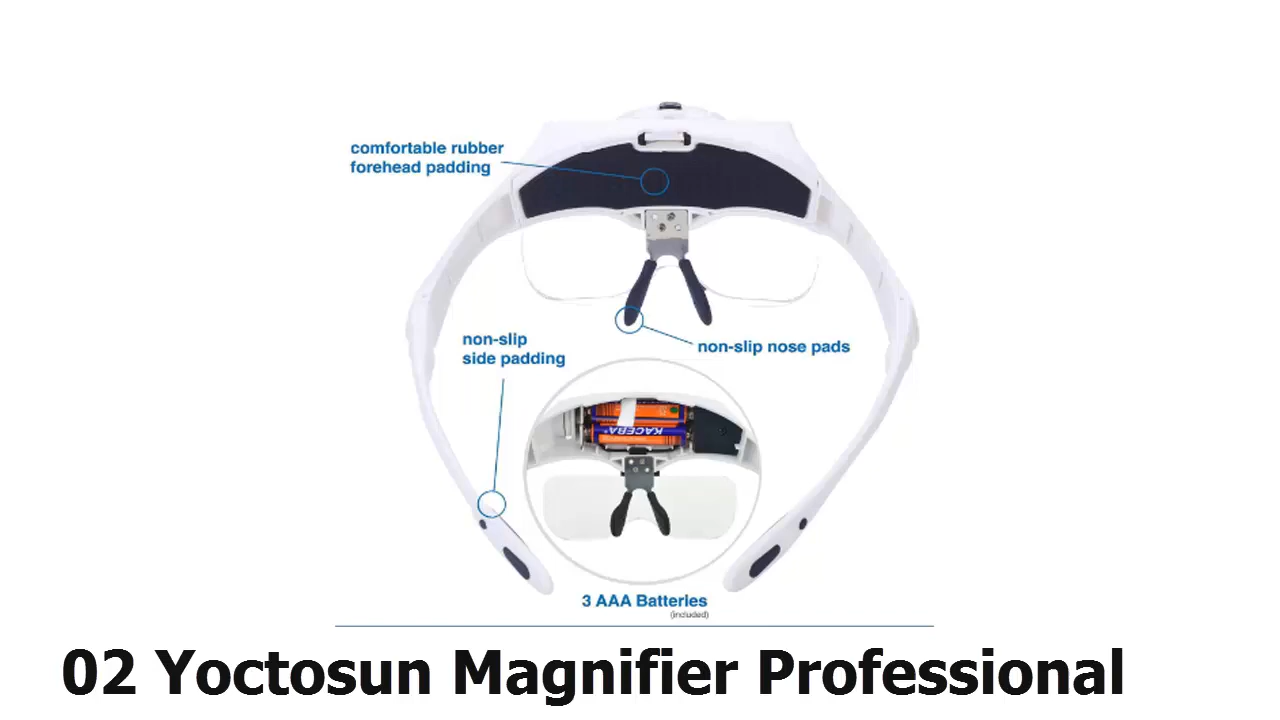 comfortable rubber
forehead padding
non-slip
side padding
non-slip nose pads
KACEBA
3 AAA Batteries
(included)
02 Yoctosun Magnifier Professional